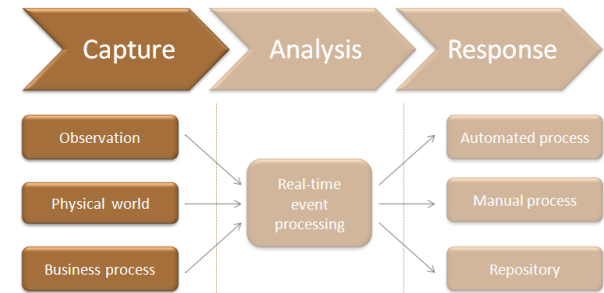 Capture
Analysis
Response
Observation
Physical world
Business process
Real-time
event
processing
Automated process
Manual process
Repository